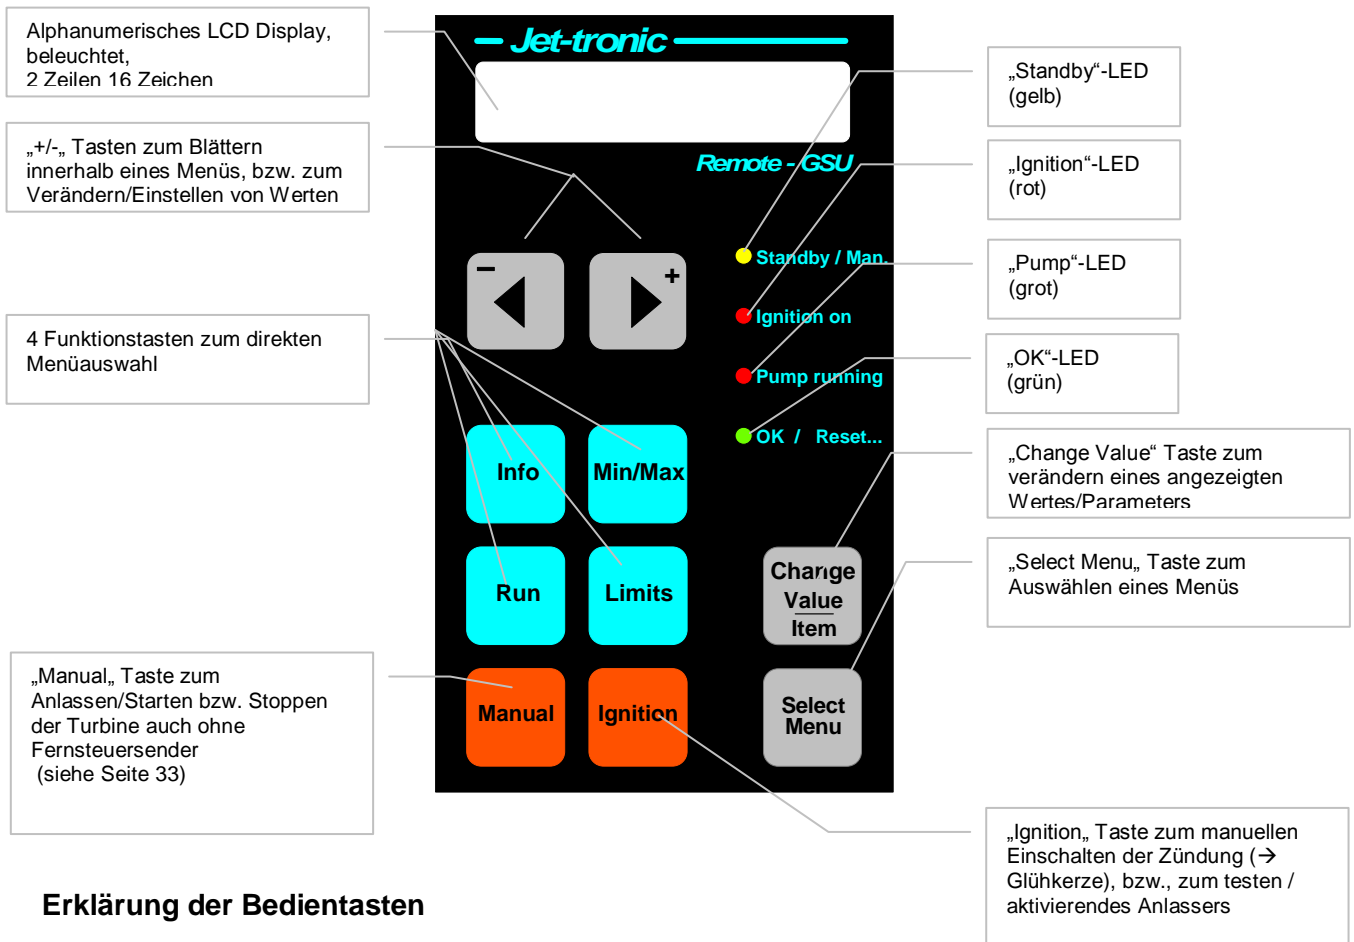 Alphanumerisches LCD Display,
beleuchtet,
2 Zeilen 16 Zeichen
„+/-„ Tasten zum Blättern
innerhalb eines Menüs, bzw. zum
Verändern/Einstellen von Werten
4 Funktionstasten zum direkten
Menüauswahl
„Manual„ Taste zum
Anlassen/Starten bzw. Stoppen
der Turbine auch ohne
Fernsteuersender
(siehe Seite 33)
Jet-tronic
Remote - GSU
-
+
Standby / Man.
Ignition on
Pump running
OK / Reset...
Info
Min/Max
Run
Limits
Manual
Ignition
Change
Value
Item
Select
Menu
„Standby“-LED
(gelb)
„Ignition“-LED
(rot)
„Pump“-LED
(grot)
„OK“-LED
(grün)
„Change Value“ Taste zum
verändern eines angezeigten
Wertes/Parameters
„Select Menu„ Taste zum
Auswählen eines Menüs
„Ignition„ Taste zum manuellen
Einschalten der Zündung (→
Glühkerze), bzw., zum testen /
aktivierendes Anlassers
Erklärung der Bedientasten